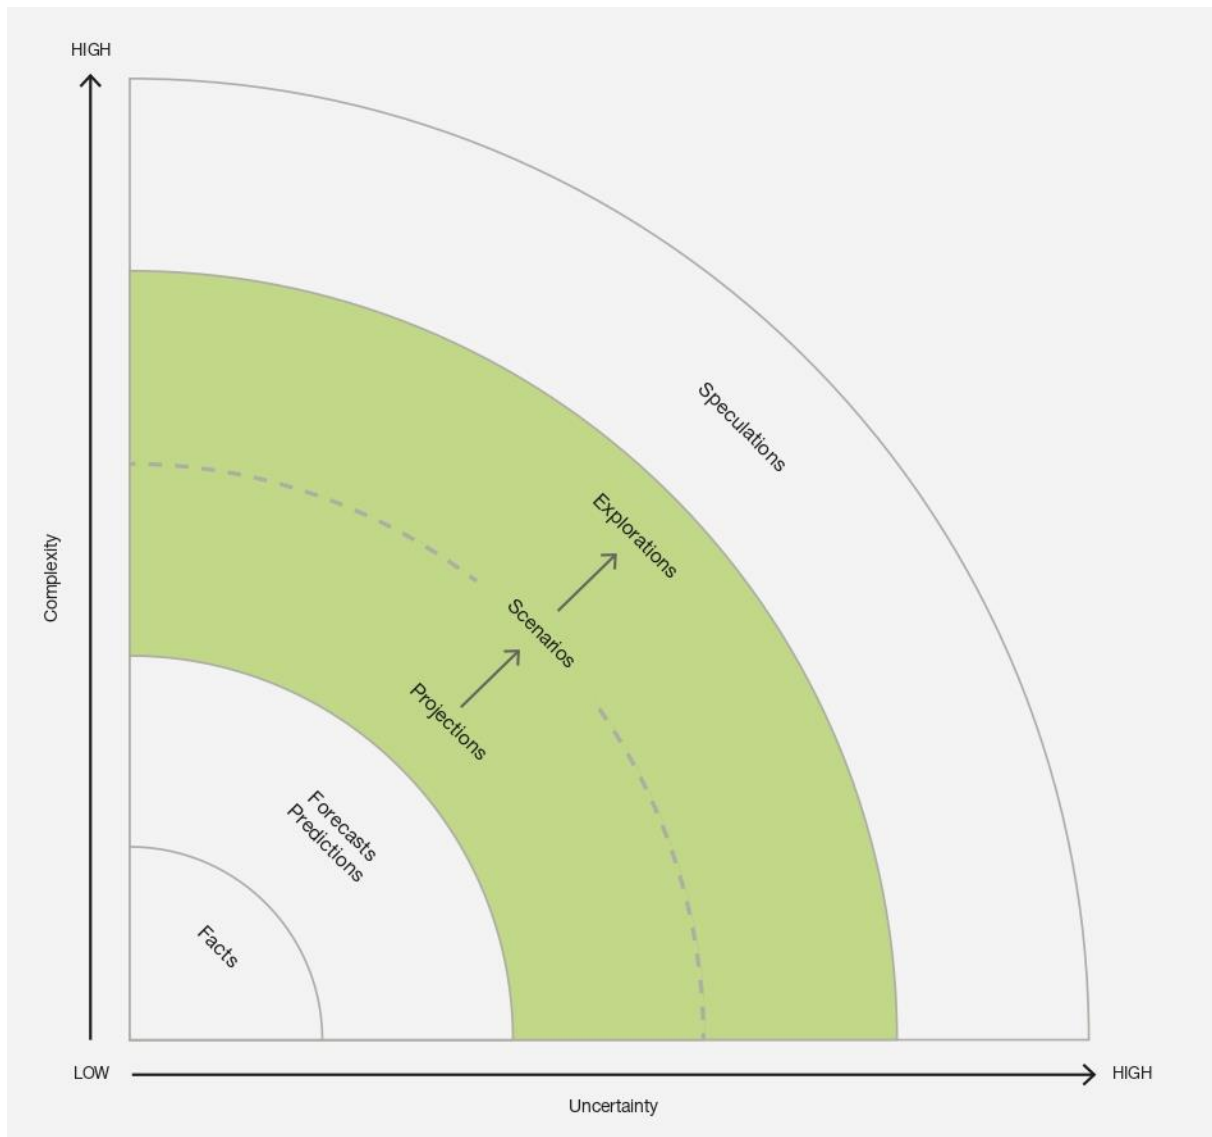 HIGH
Speculations
Explorations
Scenarios
Complexity
Projections
Forecasts
Predictions
Facts
LOW
HIGH
Uncertainty